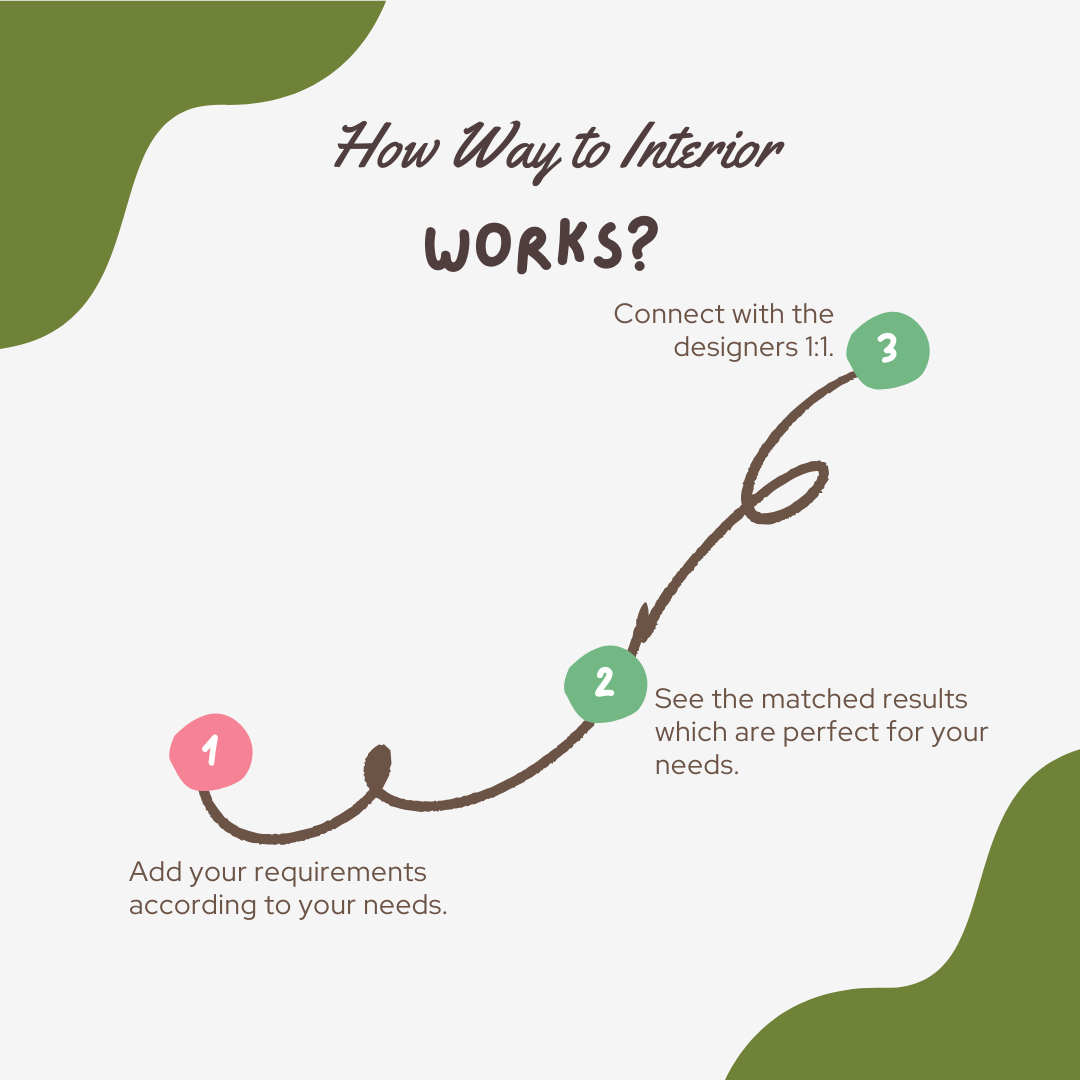 How Way to Interior
WORKS?
Connect with the
designers 1:1.
3
2
See the matched results
which are perfect for your
needs.
1
Add your requirements
according to your needs.